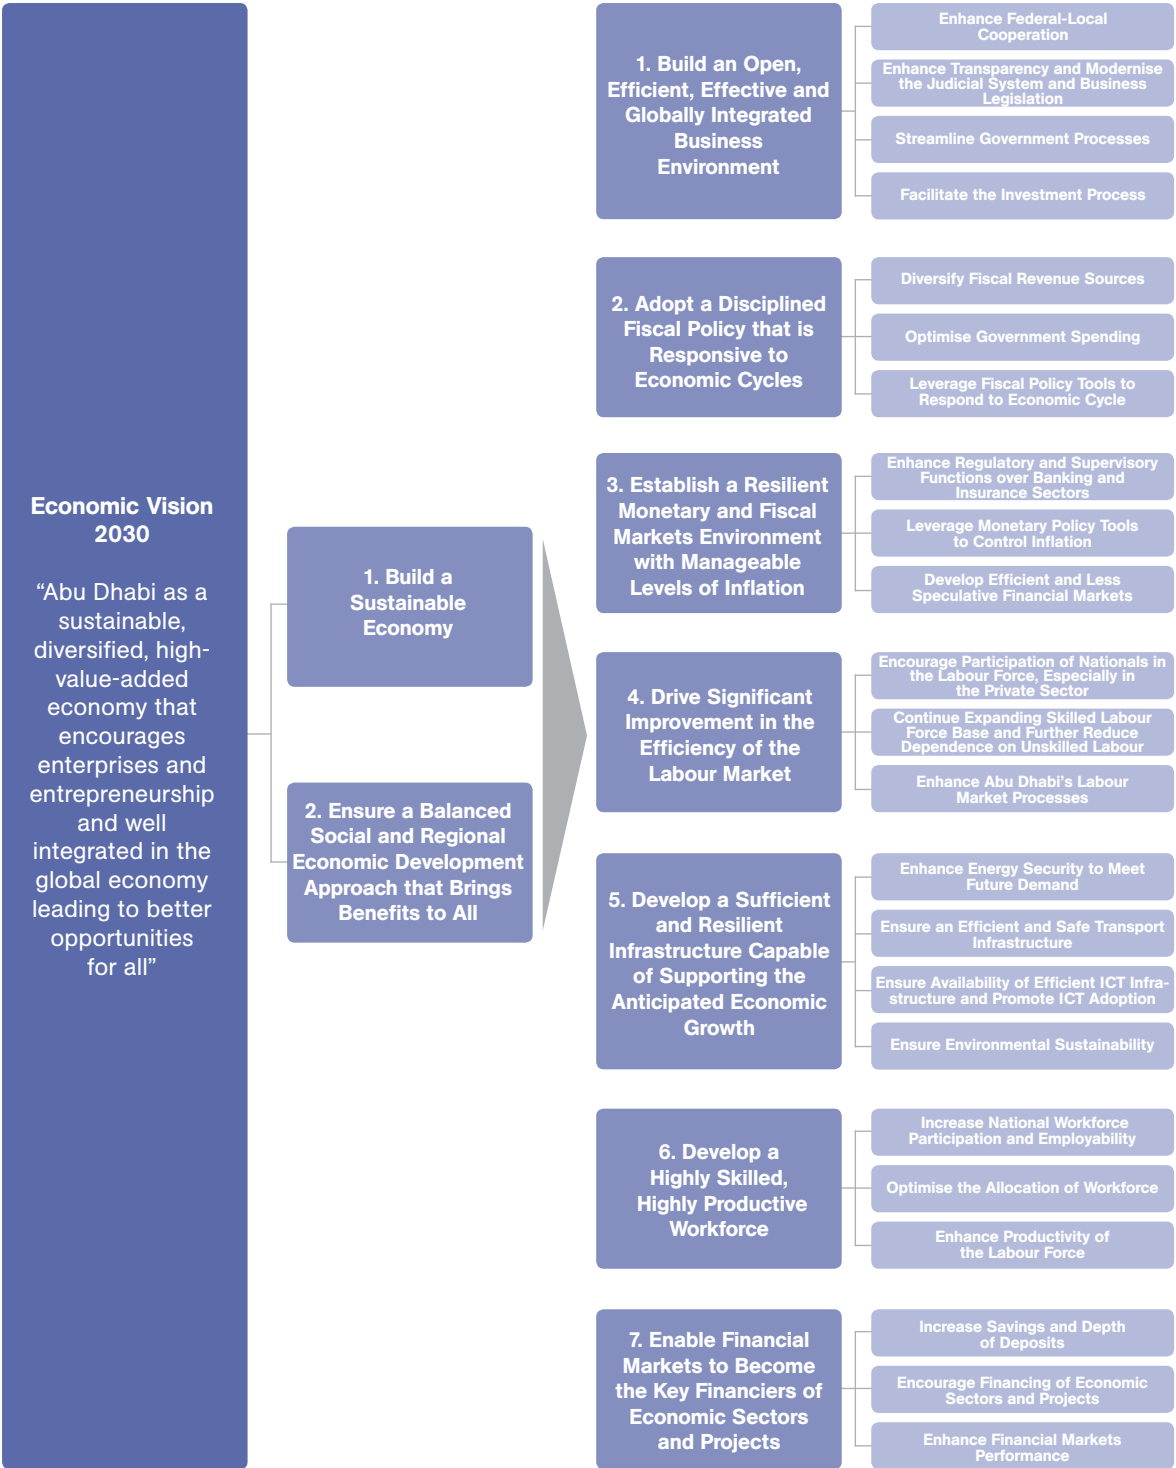 Economic Vision
2030
“Abu Dhabi as a
sustainable,
diversified, high-
value-added
economy that
encourages
enterprises and
entrepreneurship
and well
integrated in the
global economy
leading to better
opportunities
for all”
1. Build a
Sustainable
Economy
2. Ensure a Balanced
Social and Regional
Economic Development
Approach that Brings
Benefits to All
1. Build an Open,
Efficient, Effective and
Globally Integrated
Business
Environment
Enhance Federal-Local
Cooperation
Enhance Transparency and Modernise
the Judicial System and Business
Legislation
Streamline Government Processes
Facilitate the Investment Process
2. Adopt a Disciplined
Fiscal Policy that is
Responsive to
Economic Cycles
Diversify Fiscal Revenue Sources
Optimise Government Spending
Leverage Fiscal Policy Tools to
Respond to Economic Cycle
3. Establish a Resilient
Monetary and Fiscal
Markets Environment
with Manageable
Levels of Inflation
Enhance Regulatory and Supervisory
Functions over Banking and
Insurance Sectors
Leverage Monetary Policy Tools
to Control Inflation
Develop Efficient and Less
Speculative Financial Markets
4. Drive Significant
Improvement in the
Efficiency of the
Labour Market
Encourage Participation of Nationals in
the Labour Force, Especially in
the Private Sector
Continue Expanding Skilled Labour
Force Base and Further Reduce
Dependence on Unskilled Labour
Enhance Abu Dhabi’s Labour
Market Processes
5. Develop a Sufficient
and Resilient
Infrastructure Capable
of Supporting the
Anticipated Economic
Growth
Enhance Energy Security to Meet
Future Demand
Ensure an Efficient and Safe Transport
Infrastructure
Ensure Availability of Efficient ICT Infra-
structure and Promote ICT Adoption
Ensure Environmental Sustainability
6. Develop a
Highly Skilled,
Highly Productive
Workforce
Increase National Workforce
Participation and Employability
Optimise the Allocation of Workforce
Enhance Productivity of
the Labour Force
7. Enable Financial
Markets to Become
the Key Financiers of
Economic Sectors
and Projects
Increase Savings and Depth
of Deposits
Encourage Financing of Economic
Sectors and Projects
Enhance Financial Markets
Performance